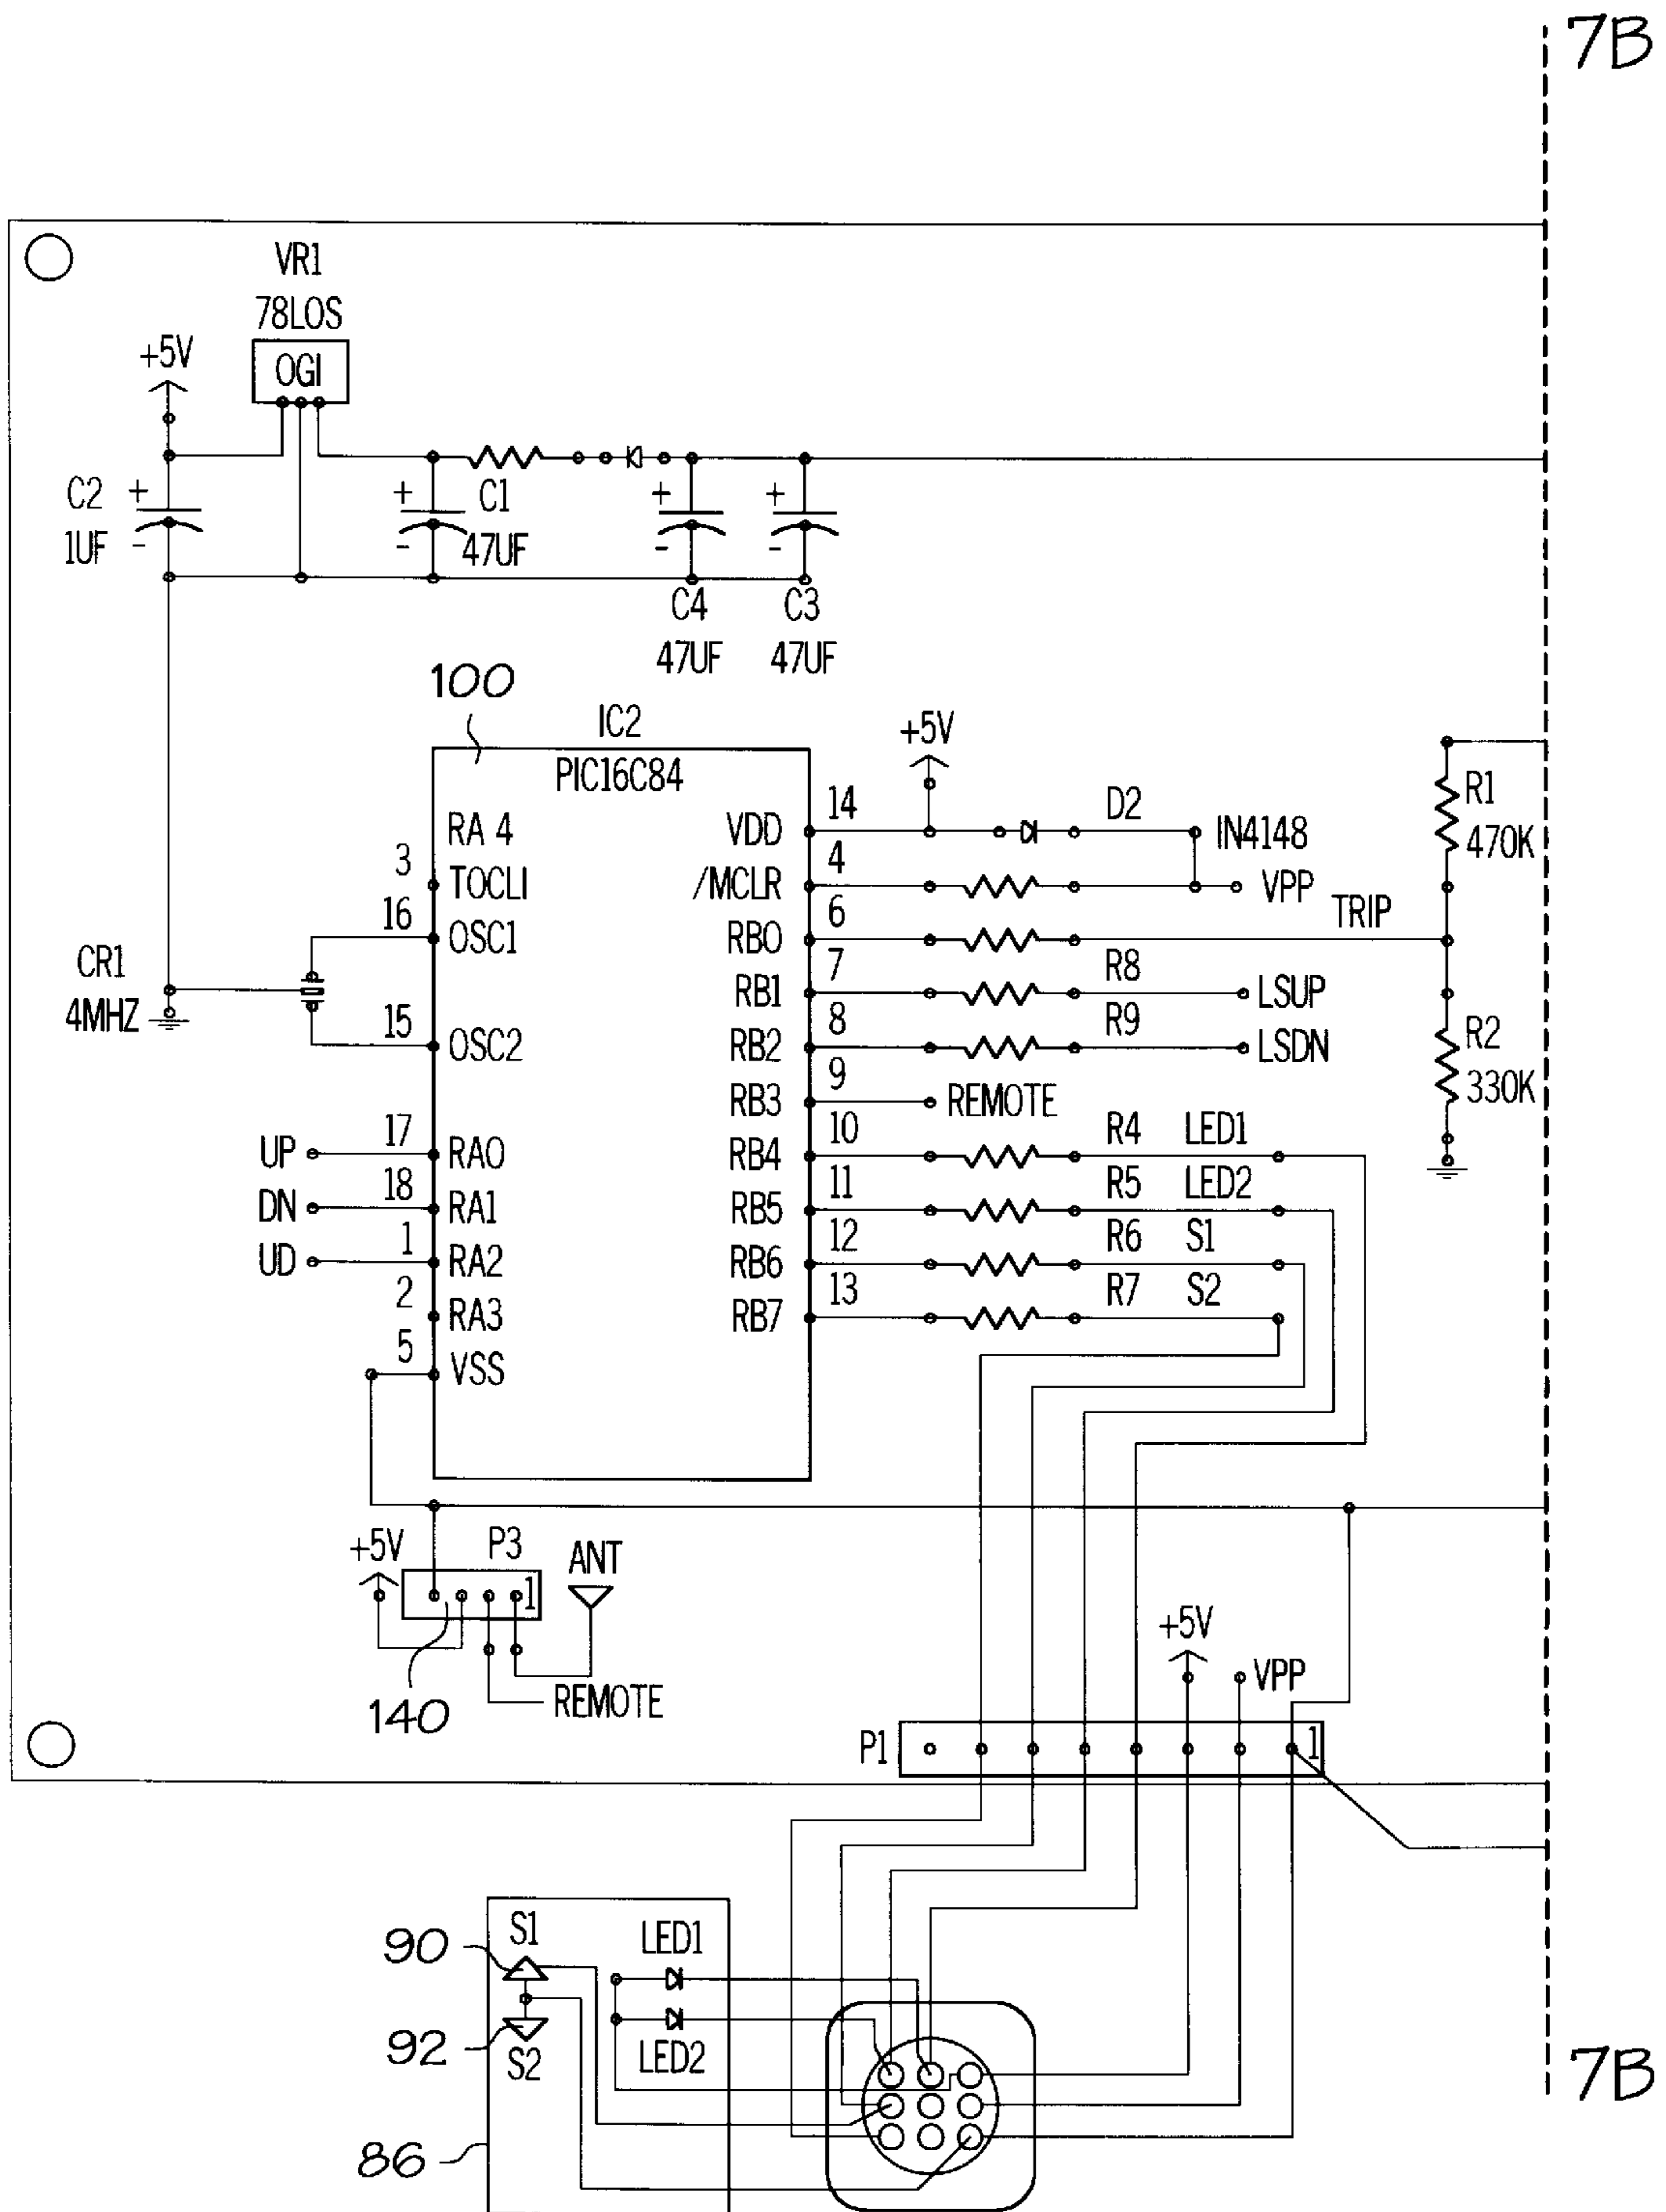 7B
VR1
78LOS
+5V
OGI
C2
+
1UF
-
+
C1
-
47UF
+
-
+
-
C4
47UF
C3
47UF
100
IC2
PIC16C84
+5V
RA 4
VDD
14
D2
IN4148
R1
470K
3
TOCLI
/MCLR
4
VPP
16
OSC1
RB0
6
TRIP
CR1
4MHZ
RB1
7
R8
LSUP
15
OSC2
RB2
8
R9
LSDN
R2
330K
RB3
9
REMOTE
UP
17
RA0
RB4
10
R4
LED1
DN
18
RA1
RB5
11
R5
LED2
UD
1
RA2
RB6
12
R6
S1
2
RA3
RB7
13
R7
S2
5
VSS
+5V
P3
1
ANT
140
REMOTE
+5V
VPP
P1
1
90
S1
LED1
92
S2
LED2
86
7B